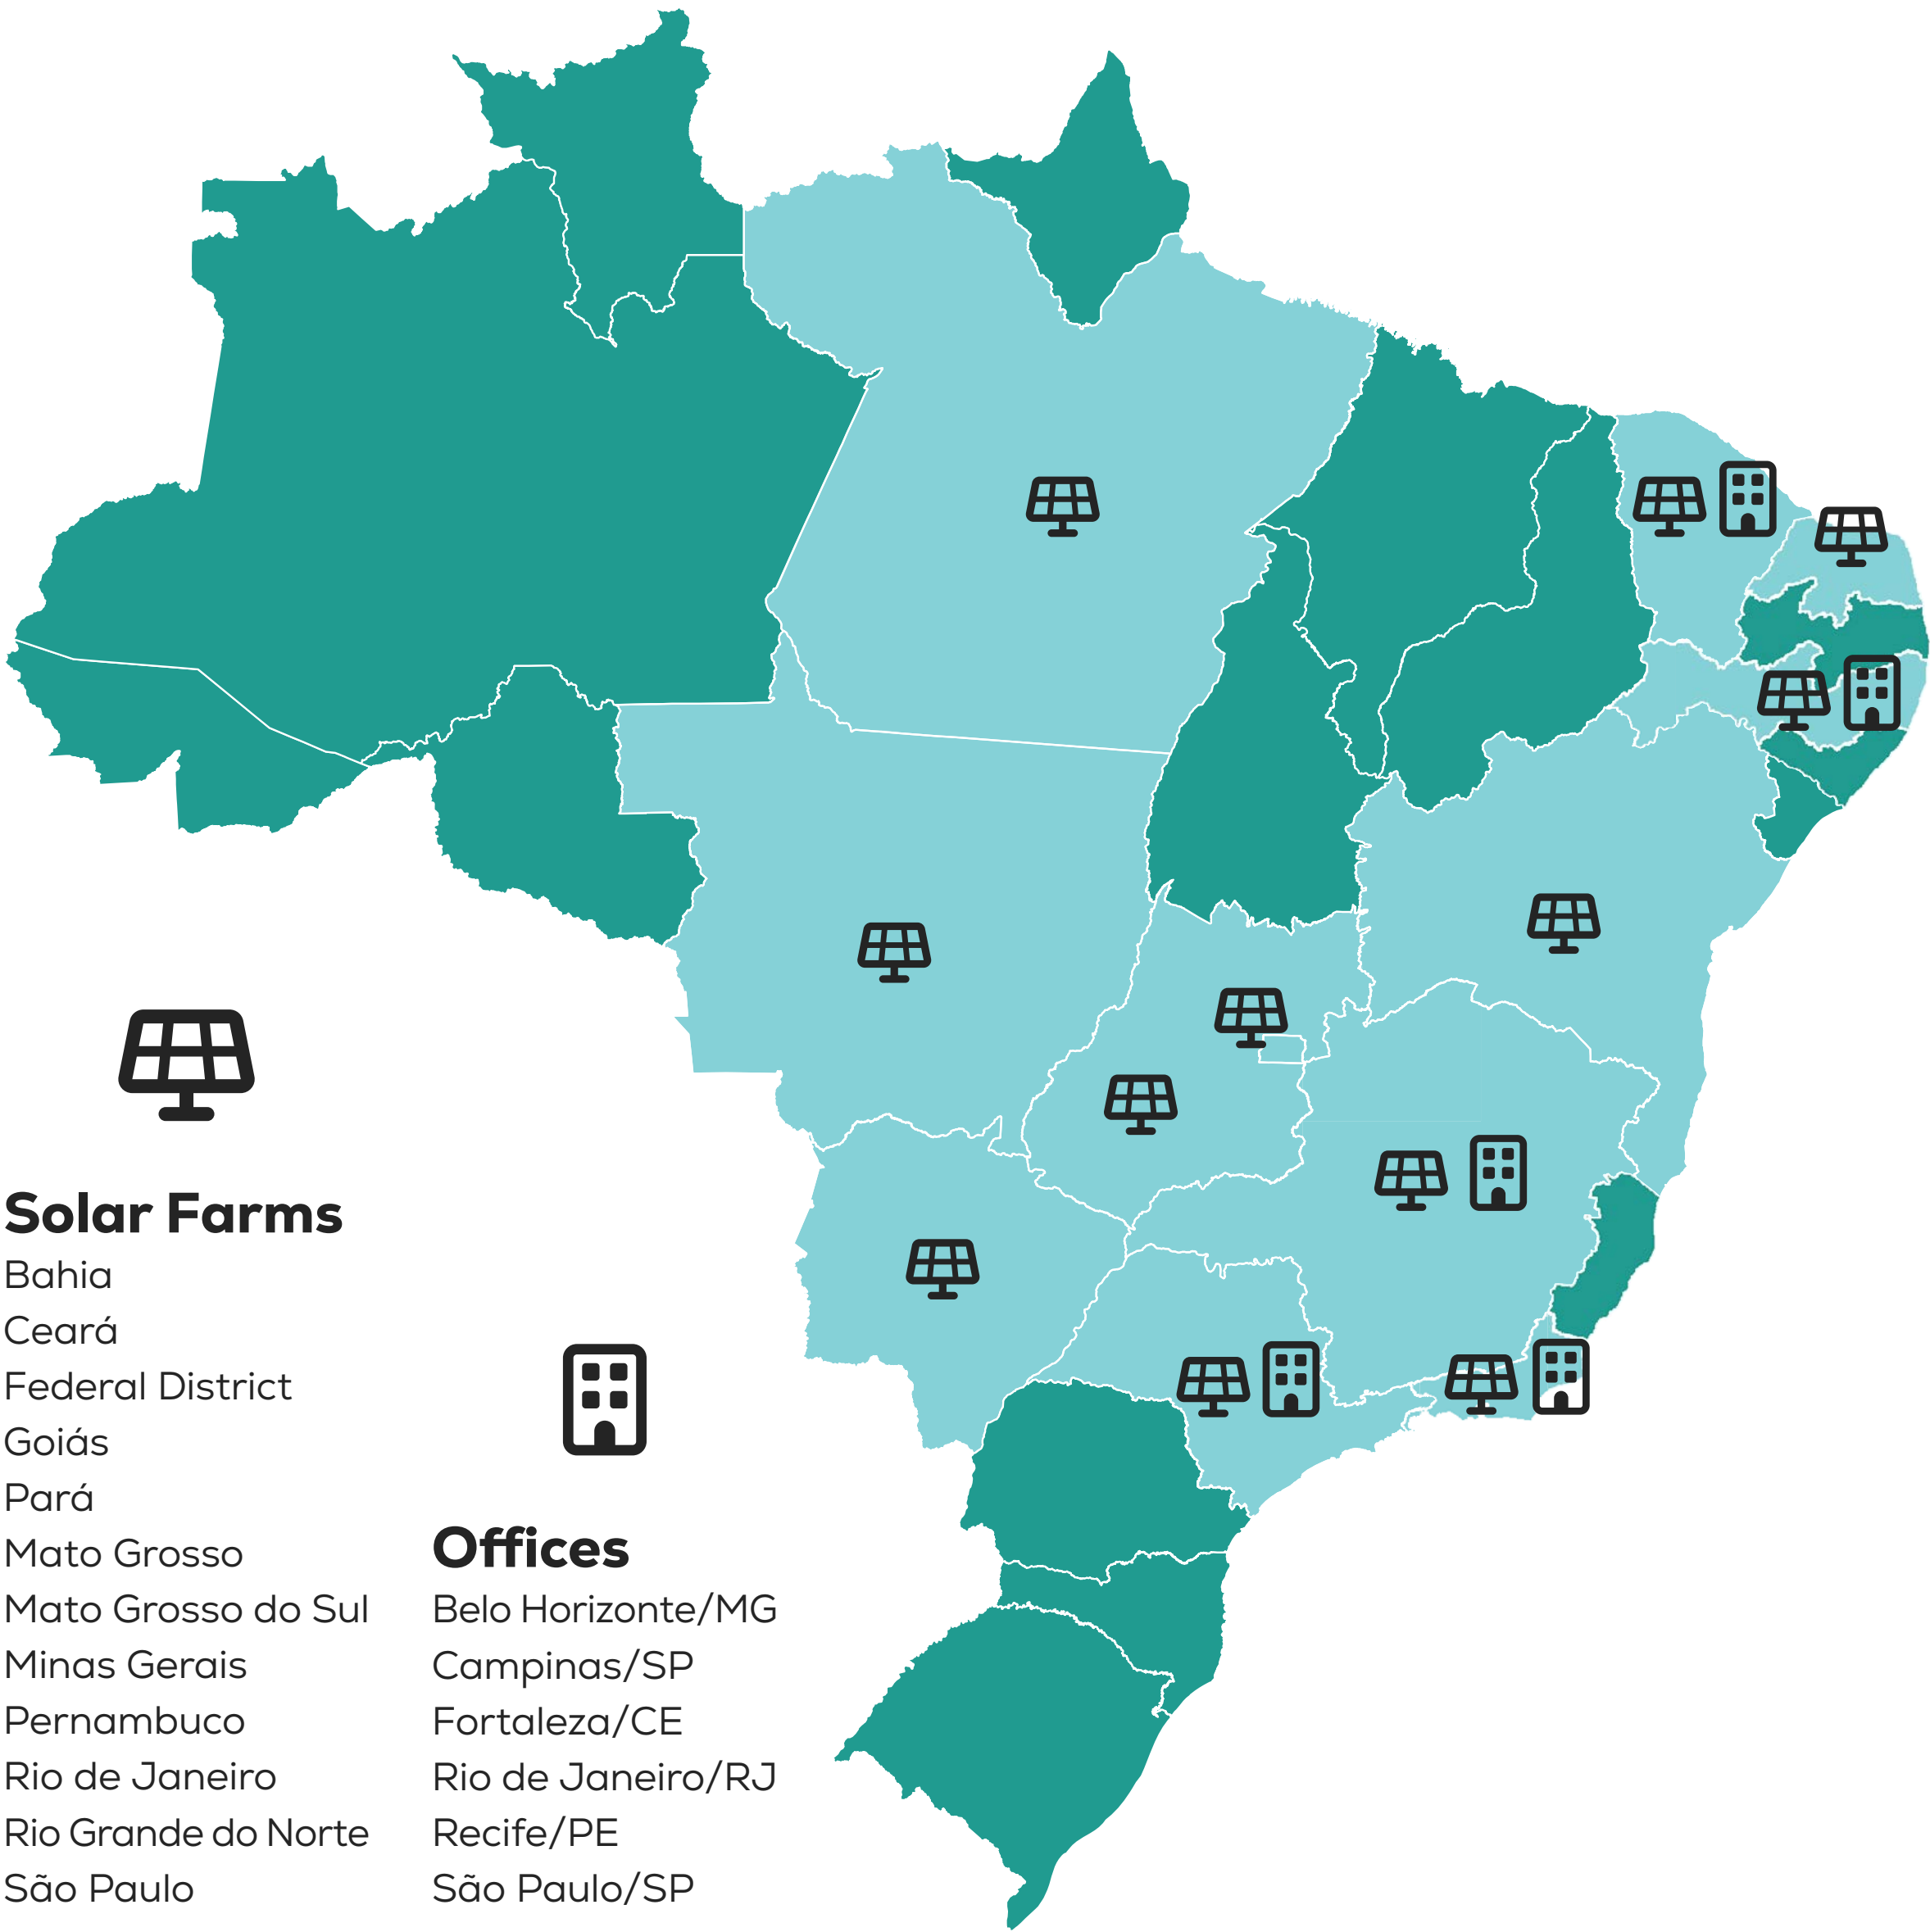 Solar Farms
Bahia
Ceará
Federal District
Goiás
Pará
Mato Grosso
Mato Grosso do Sul
Minas Gerais
Pernambuco
Rio de Janeiro
Rio Grande do Norte
São Paulo
Offices
Belo Horizonte/MG
Campinas/SP
Fortaleza/CE
Rio de Janeiro/RJ
Recife/PE
São Paulo/SP